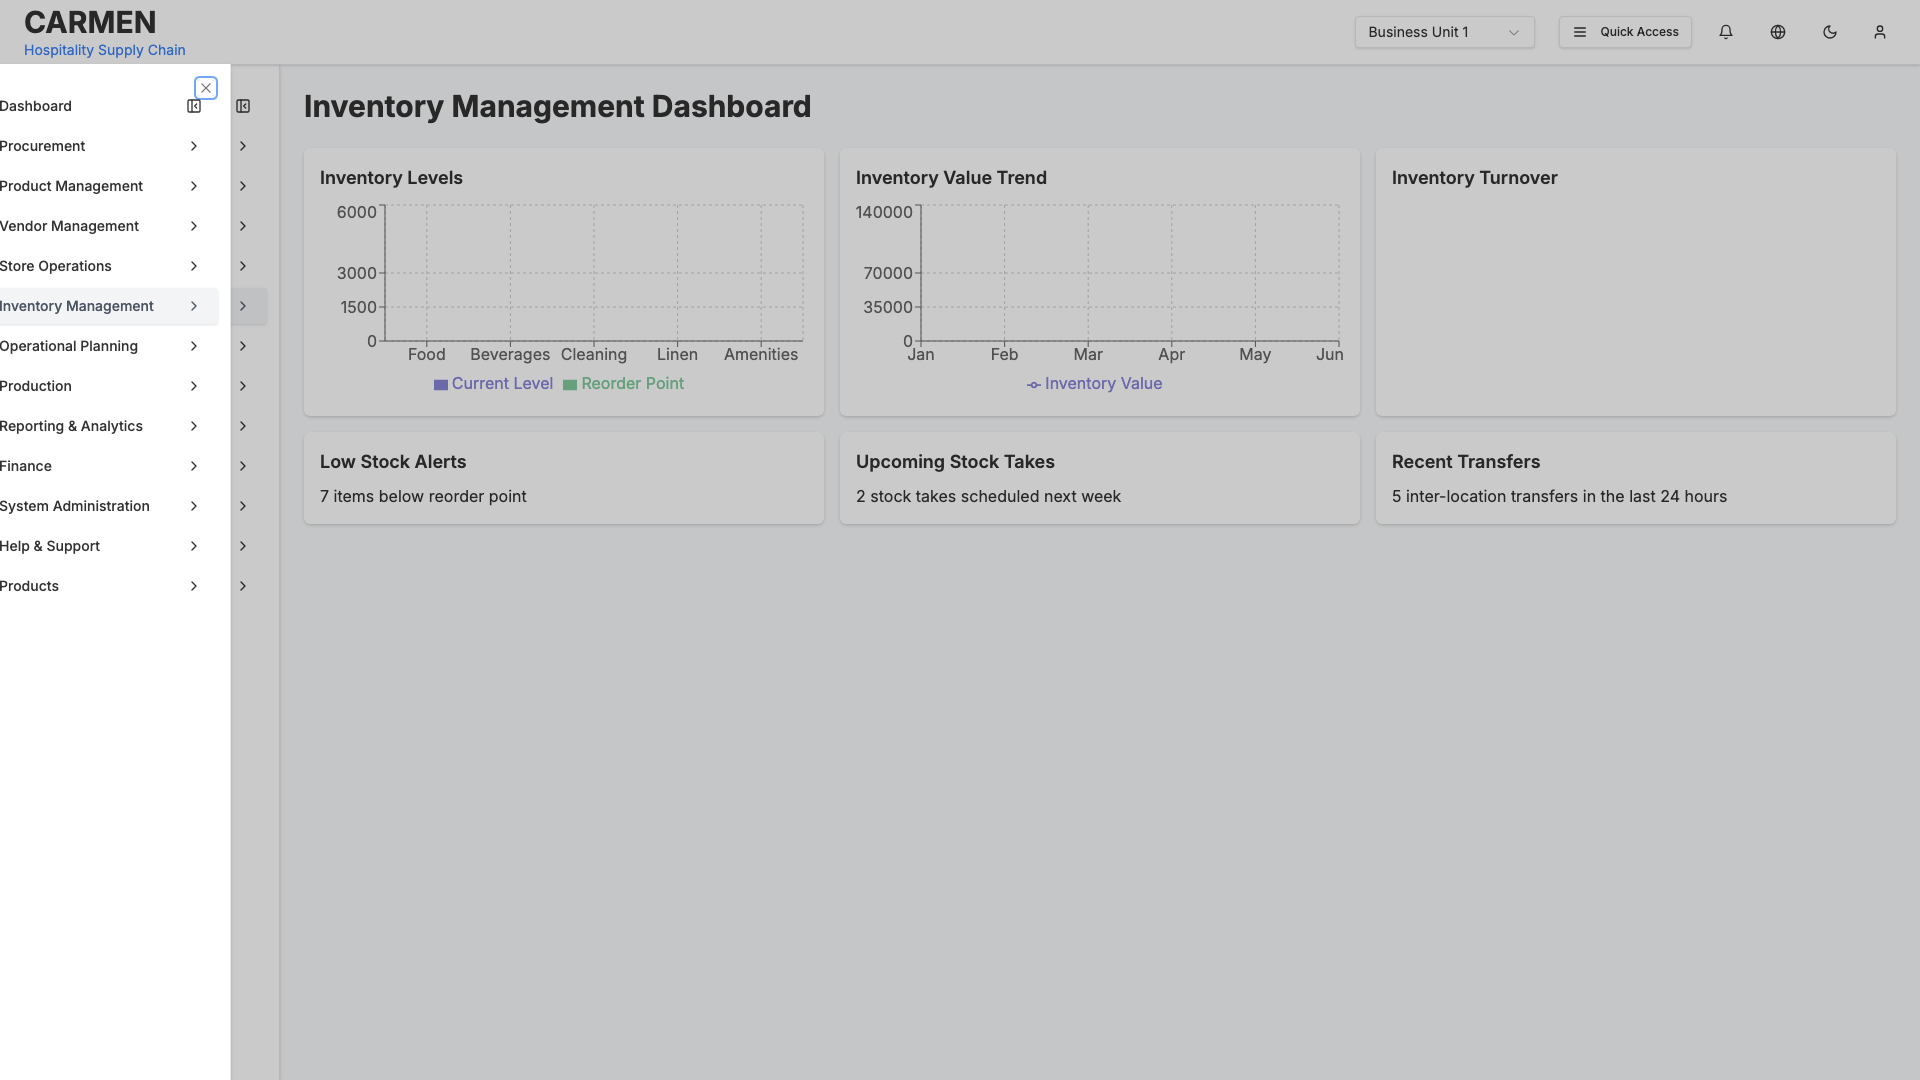 CARMEN
Hospitality Supply Chain
Business Unit 1
Quick Access
Dashboard
Procurement
Product Management
Vendor Management
Store Operations
Inventory Management
Operational Planning
Production
Reporting & Analytics
Finance
System Administration
Help & Support
Products
Inventory Management Dashboard
Inventory Levels
6000
3000
1500
0
Food Beverages Cleaning Linen Amenities
Current Level Reorder Point
Inventory Value Trend
140000
70000
35000
0
Jan Feb Mar Apr May Jun
Inventory Value
Inventory Turnover
Low Stock Alerts
7 items below reorder point
Upcoming Stock Takes
2 stock takes scheduled next week
Recent Transfers
5 inter-location transfers in the last 24 hours